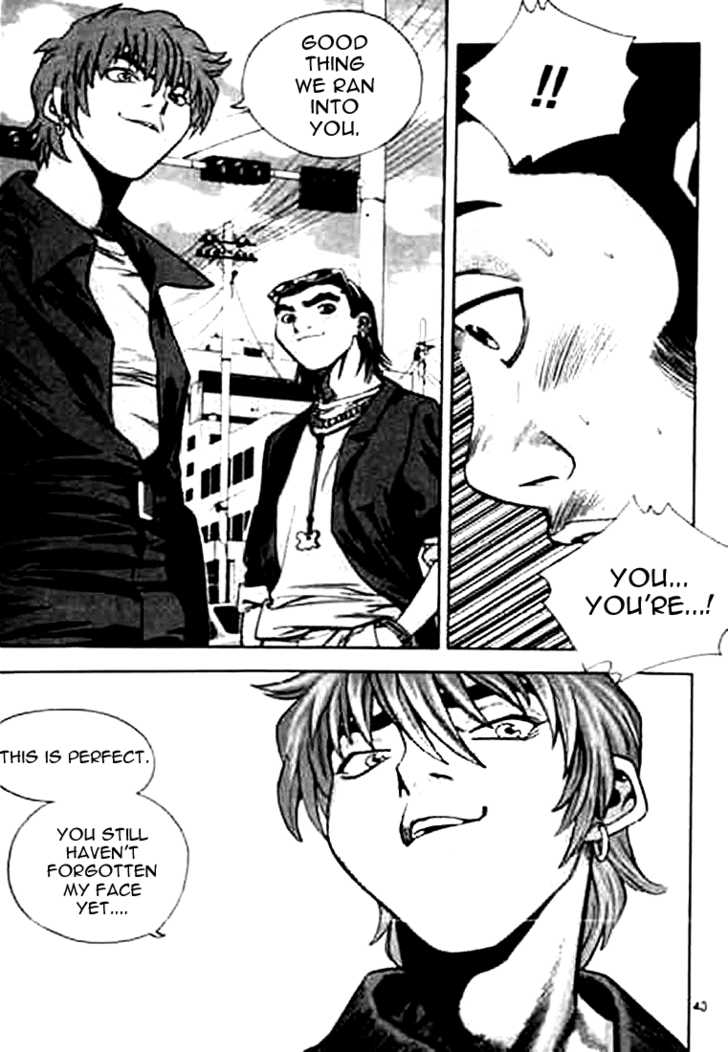 GOOD
THING
WE RAN
INTO
YOU.
!!
YOU...
YOU'RE...!
THIS IS PERFECT.
YOU STILL
HAVEN'T
FORGOTTEN
MY FACE
YET....